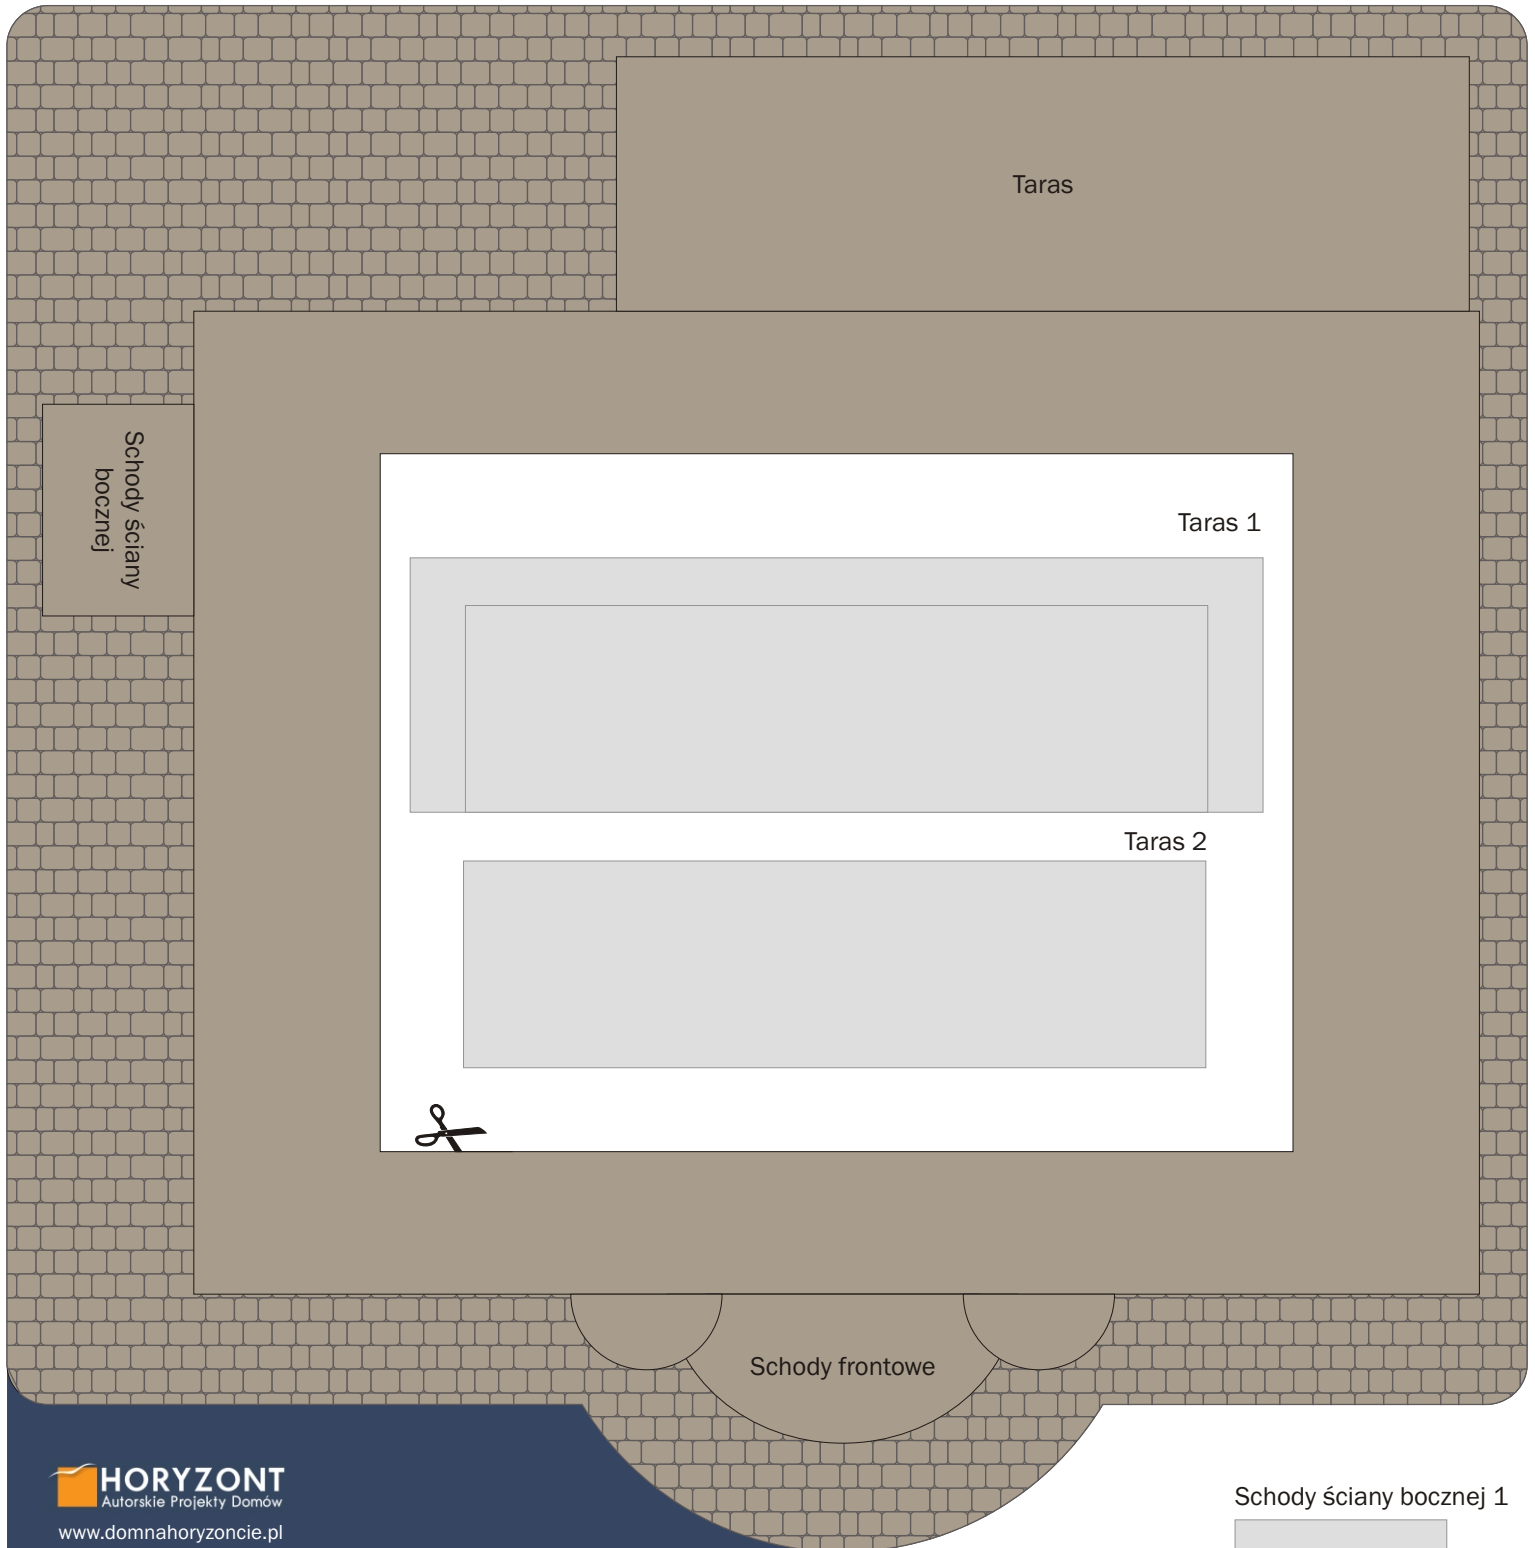 Taras
Schody ściany
bocznej
Taras 1
Taras 2
Schody frontowe
HORYZONT
Autorskie Projekty Domów
www.domnahoryzoncie.pl
Schody ściany bocznej 1